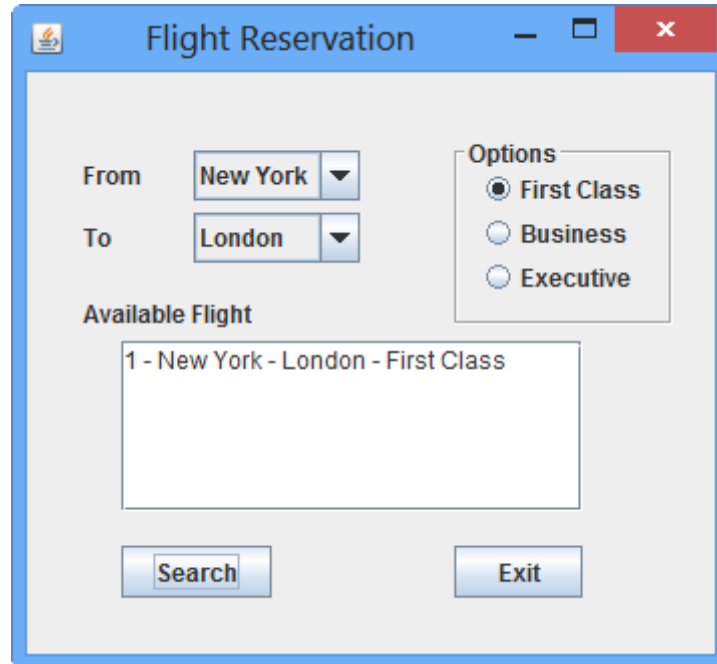 Flight Reservation
From New York
To London
Options
First Class
Business
Executive
Available Flight
1 - New York - London - First Class
Search
Exit